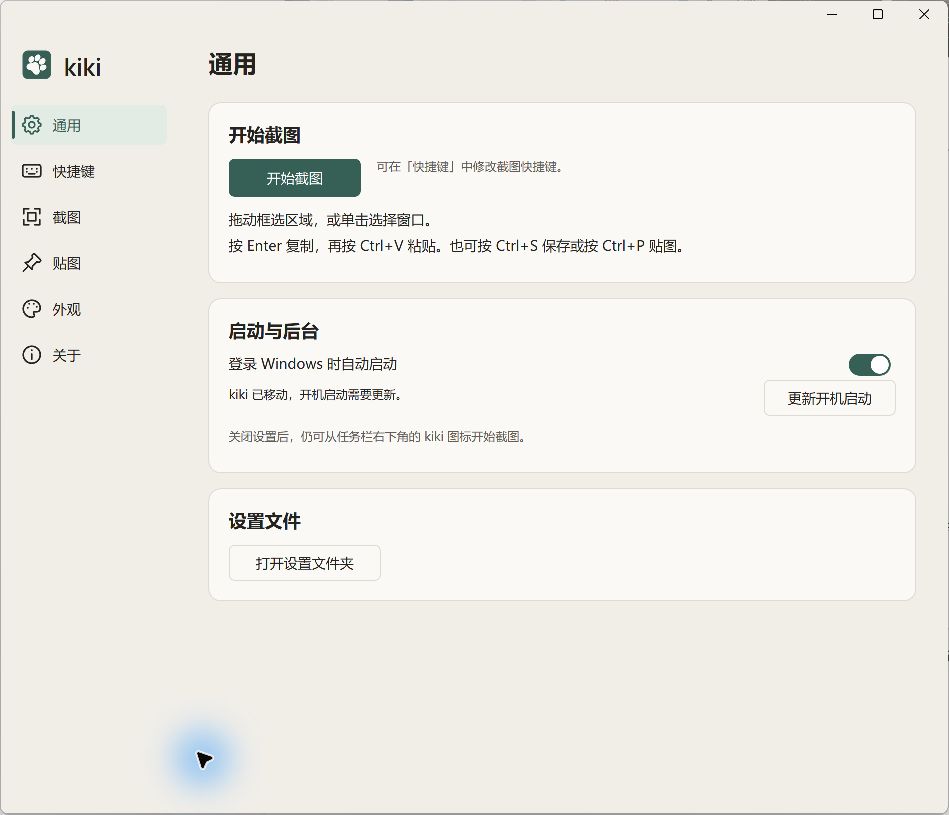 kiki
通用
快捷键
截图
贴图
外观
关于
通用
开始截图
开始截图
可在「快捷键」中修改截图快捷键。
拖动框选区域，或单击选择窗口。
按 Enter 复制，再按 Ctrl+V 粘贴。也可按 Ctrl+S 保存或按 Ctrl+P 贴图。
启动与后台
登录 Windows 时自动启动
kiki 已移动，开机启动需要更新。
更新开机启动
关闭设置后，仍可从任务栏右下角的 kiki 图标开始截图。
设置文件
打开设置文件夹